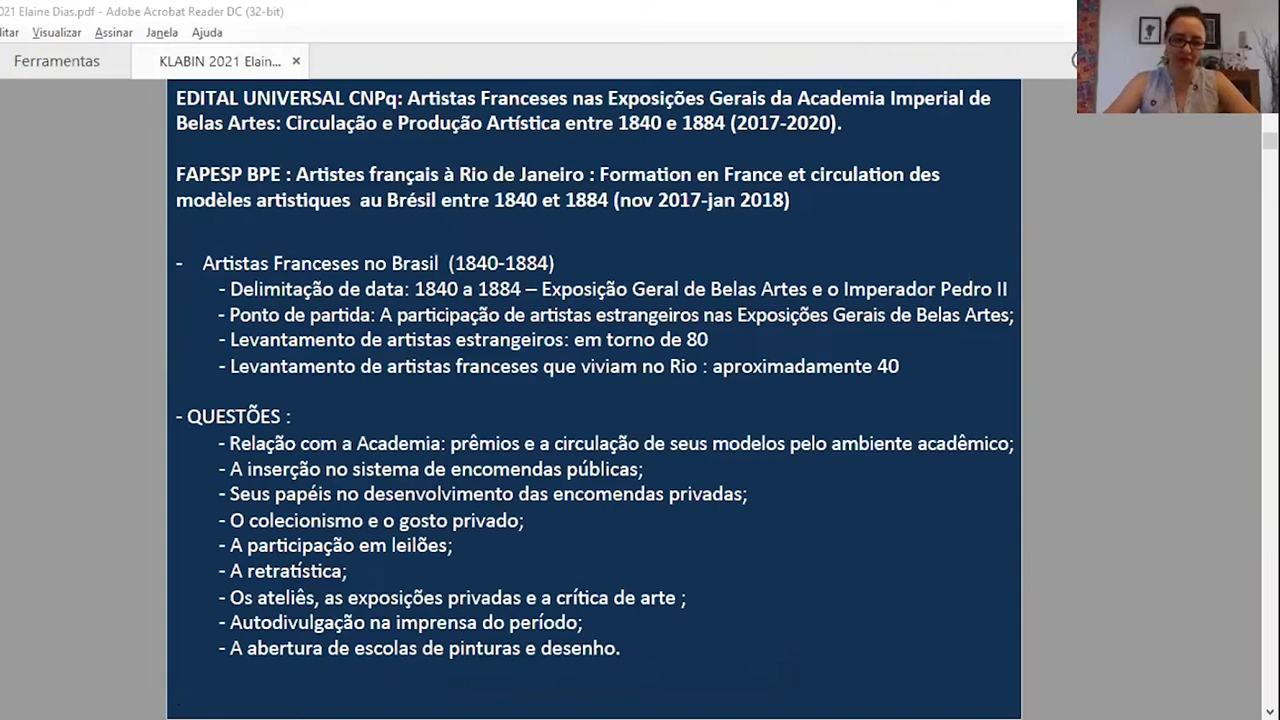 021 Elaine Dias.pdf - Adobe Acrobat Reader DC (32-bit)
Visualizar Assinar Janela Ajuda
Ferramentas KLABIN 2021 Elain... ×
EDITAL UNIVERSAL CNPq: Artistas Franceses nas Exposições Gerais da Academia Imperial de
Belas Artes: Circulação e Produção Artística entre 1840 e 1884 (2017-2020).
FAPESP BPE : Artistes français à Rio de Janeiro : Formation en France et circulation des
modèles artistiques au Brésil entre 1840 et 1884 (nov 2017-jan 2018)
- Artistas Franceses no Brasil (1840-1884)
- Delimitação de data: 1840 a 1884 – Exposição Geral de Belas Artes e o Imperador Pedro II
- Ponto de partida: A participação de artistas estrangeiros nas Exposições Gerais de Belas Artes;
- Levantamento de artistas estrangeiros: em torno de 80
- Levantamento de artistas franceses que viviam no Rio : aproximadamente 40
- QUESTÕES :
- Relação com a Academia: prêmios e a circulação de seus modelos pelo ambiente acadêmico;
- A inserção no sistema de encomendas públicas;
- Seus papéis no desenvolvimento das encomendas privadas;
- O colecionismo e o gosto privado;
- A participação em leilões;
- A retratística;
- Os ateliês, as exposições privadas e a crítica de arte ;
- Autodivulgação na imprensa do período;
- A abertura de escolas de pinturas e desenho.